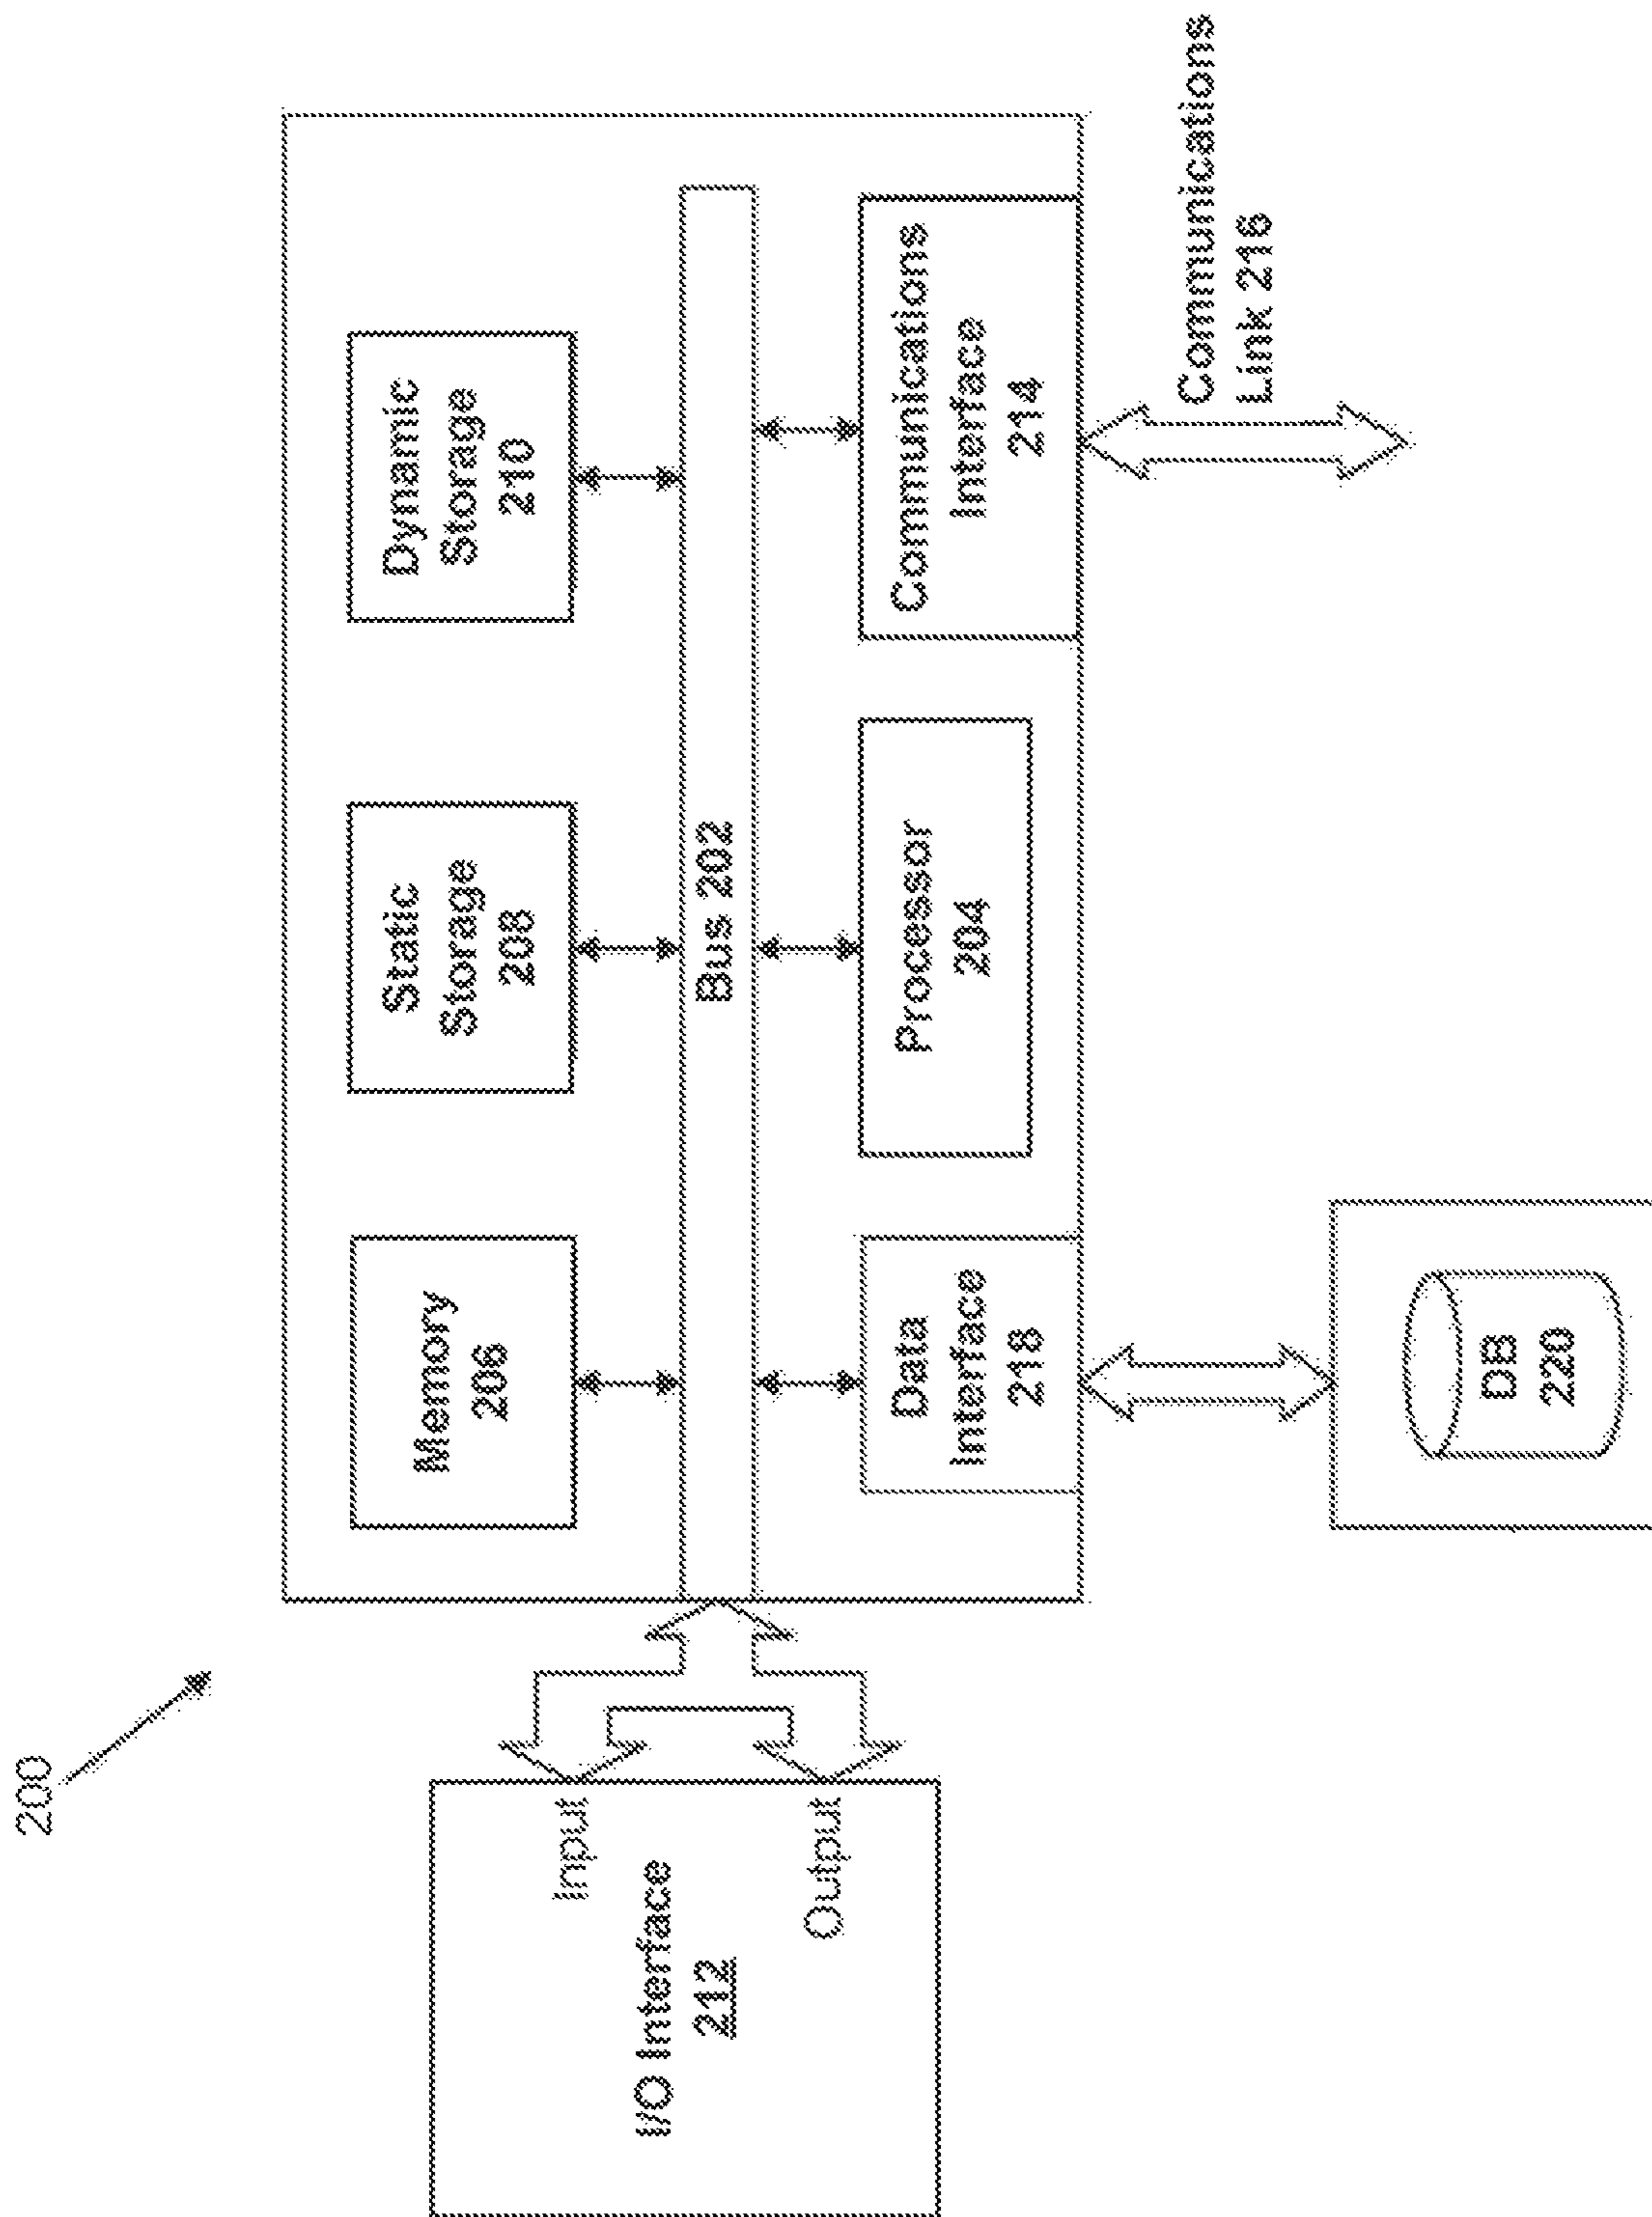 200
Memory
206
Static
Storage
208
Dynamic
Storage
210
I/O Interface
212
Input
Output
Bus 202
Data
Interface
218
Processor
204
Communications
Interface
214
Communications
Link 216
DB
220